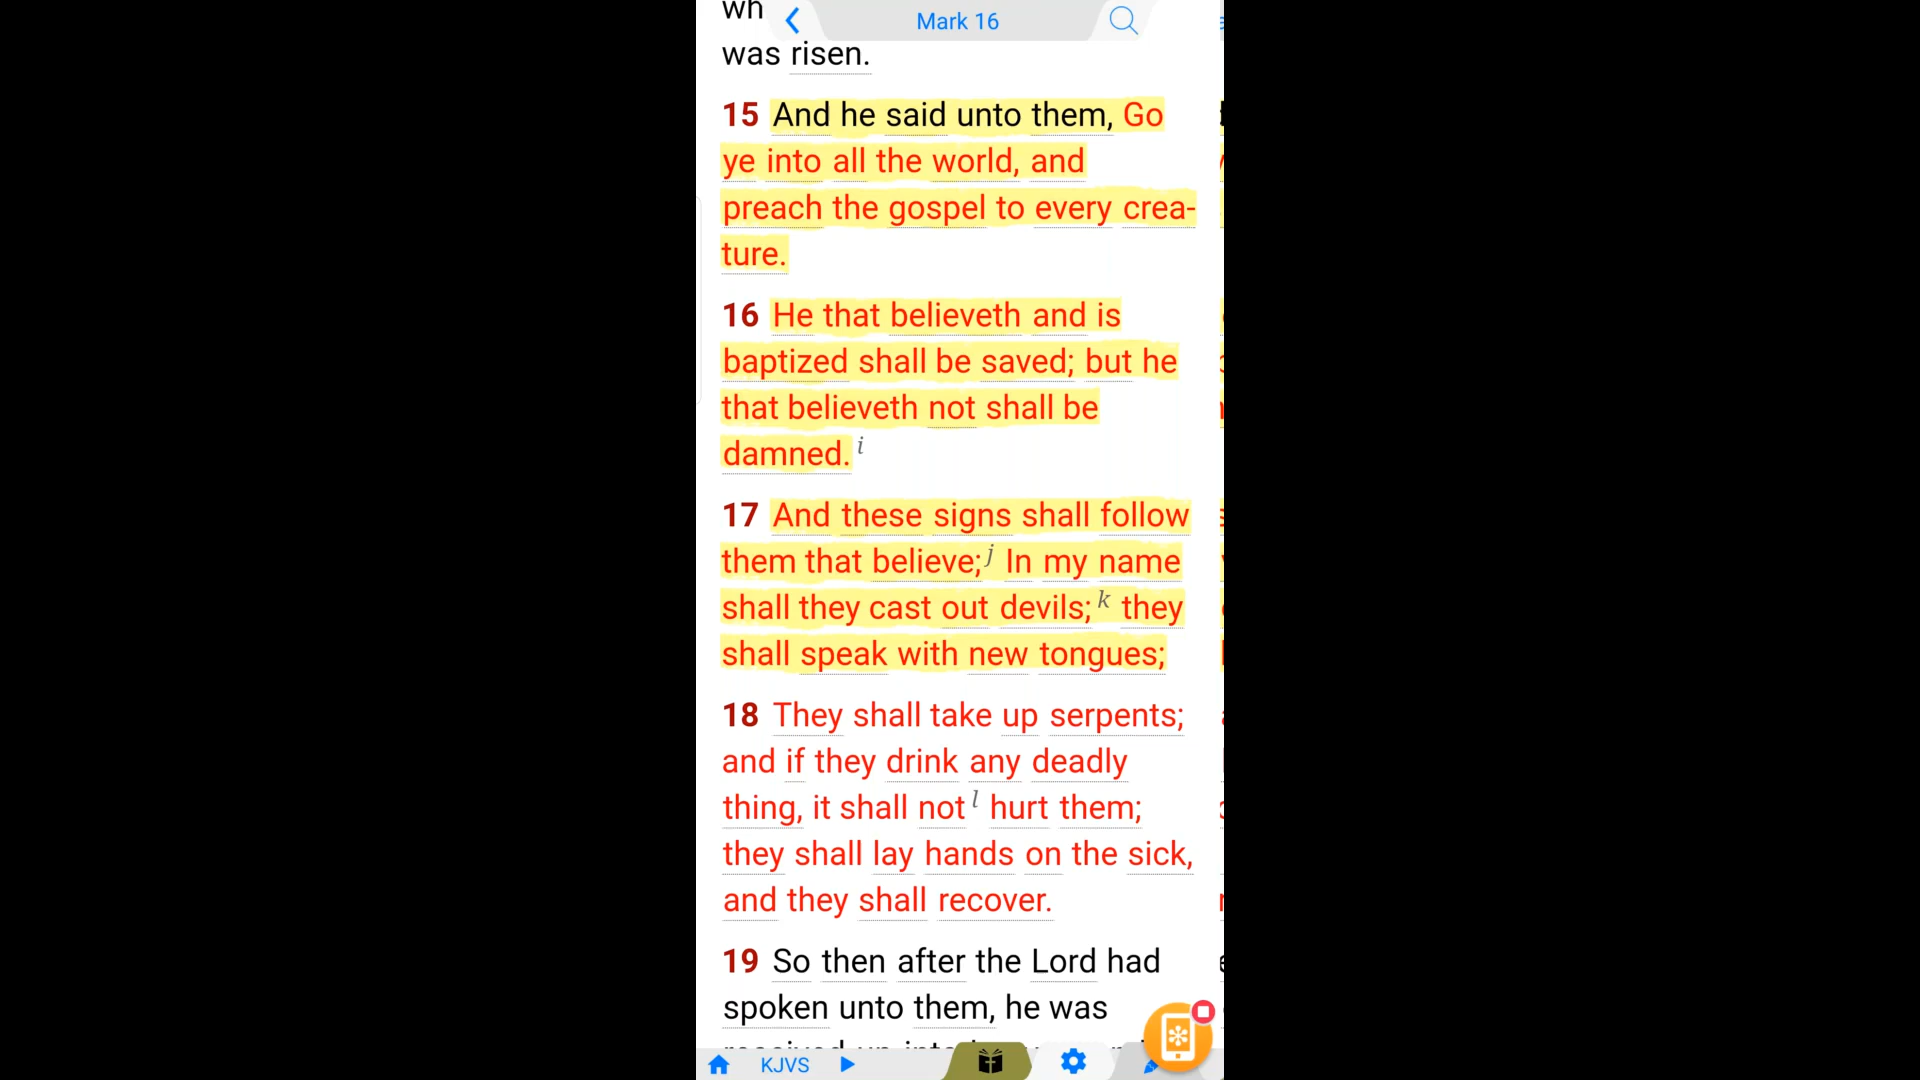 wh
Mark 16
was risen.
15 And he said unto them, Go
ye into all the world, and
preach the gospel to every crea-
ture.
16 He that believeth and is
baptized shall be saved; but he
that believeth not shall be
damned. i
17 And these signs shall follow
them that believe; j In my name
shall they cast out devils; k they
shall speak with new tongues;
18 They shall take up serpents;
and if they drink any deadly
thing, it shall not l hurt them;
they shall lay hands on the sick,
and they shall recover.
19 So then after the Lord had
spoken unto them, he was
KJVS